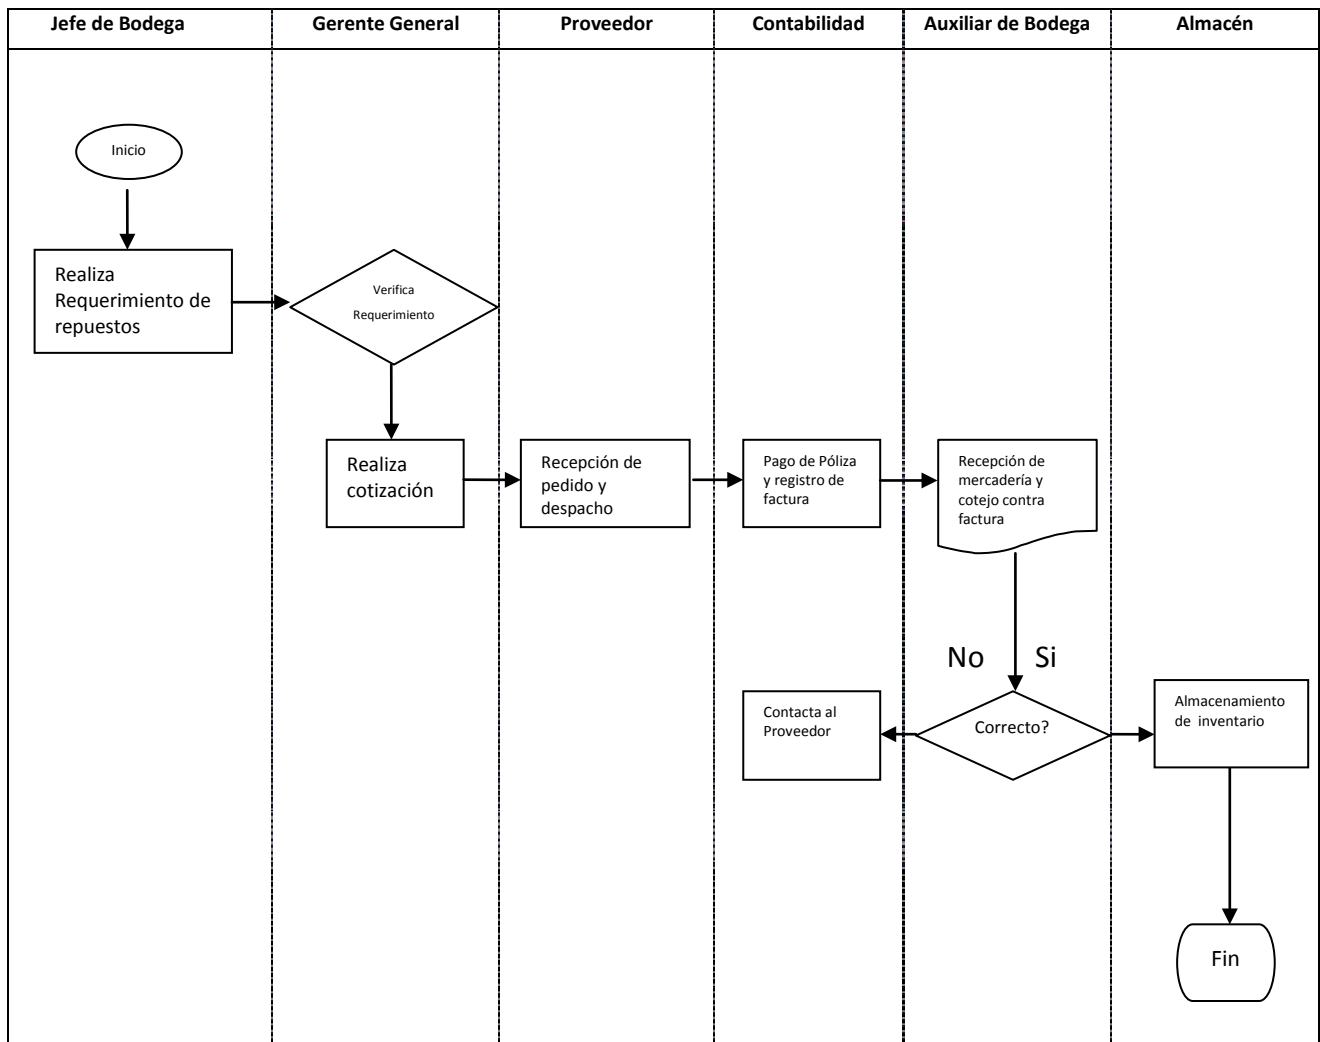 Jefe de Bodega
Gerente General
Proveedor
Contabilidad
Auxiliar de Bodega
Almacén
Inicio
Realiza
Requerimiento de
repuestos
Verifica
Requerimiento
Realiza
cotización
Recepción de
pedido y
despacho
Pago de Póliza
y registro de
factura
Recepción de
mercadería y
cotejo contra
factura
No
Si
Contacta al
Proveedor
Correcto?
Almacenamiento
de inventario
Fin